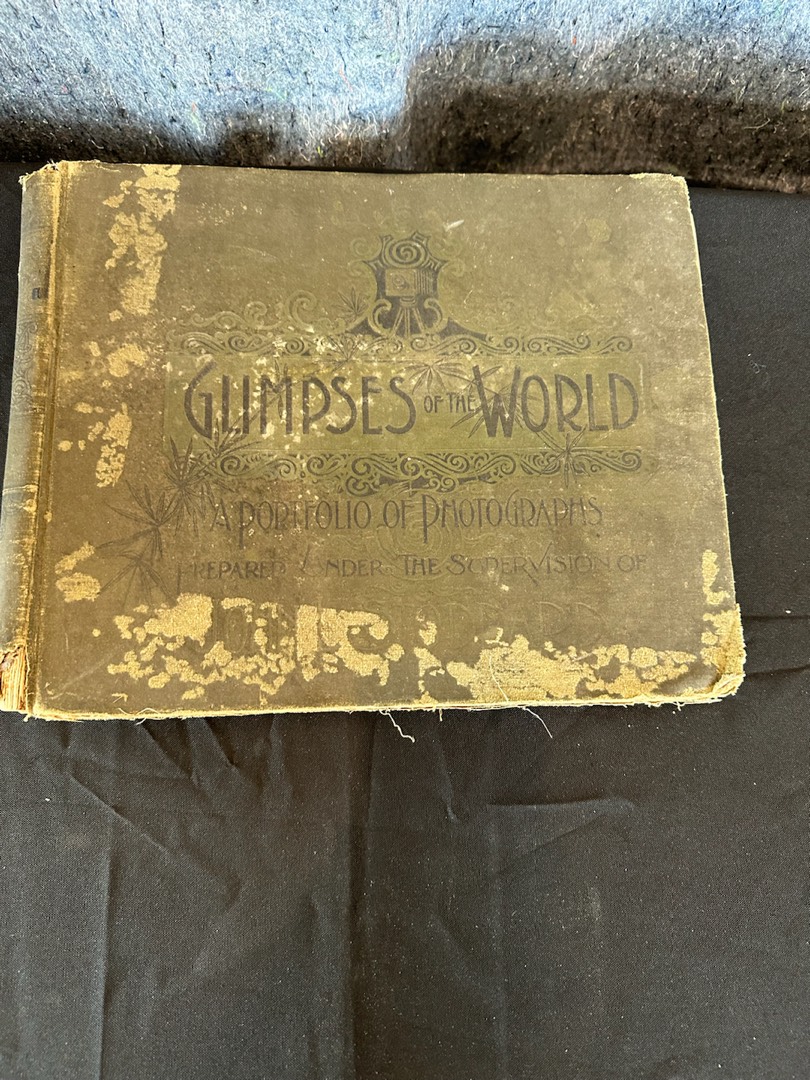 GLIMPSES OF THE WORLD
A PORTFOLIO OF PHOTOGRAPHS
PREPARED UNDER THE SUPERVISION OF